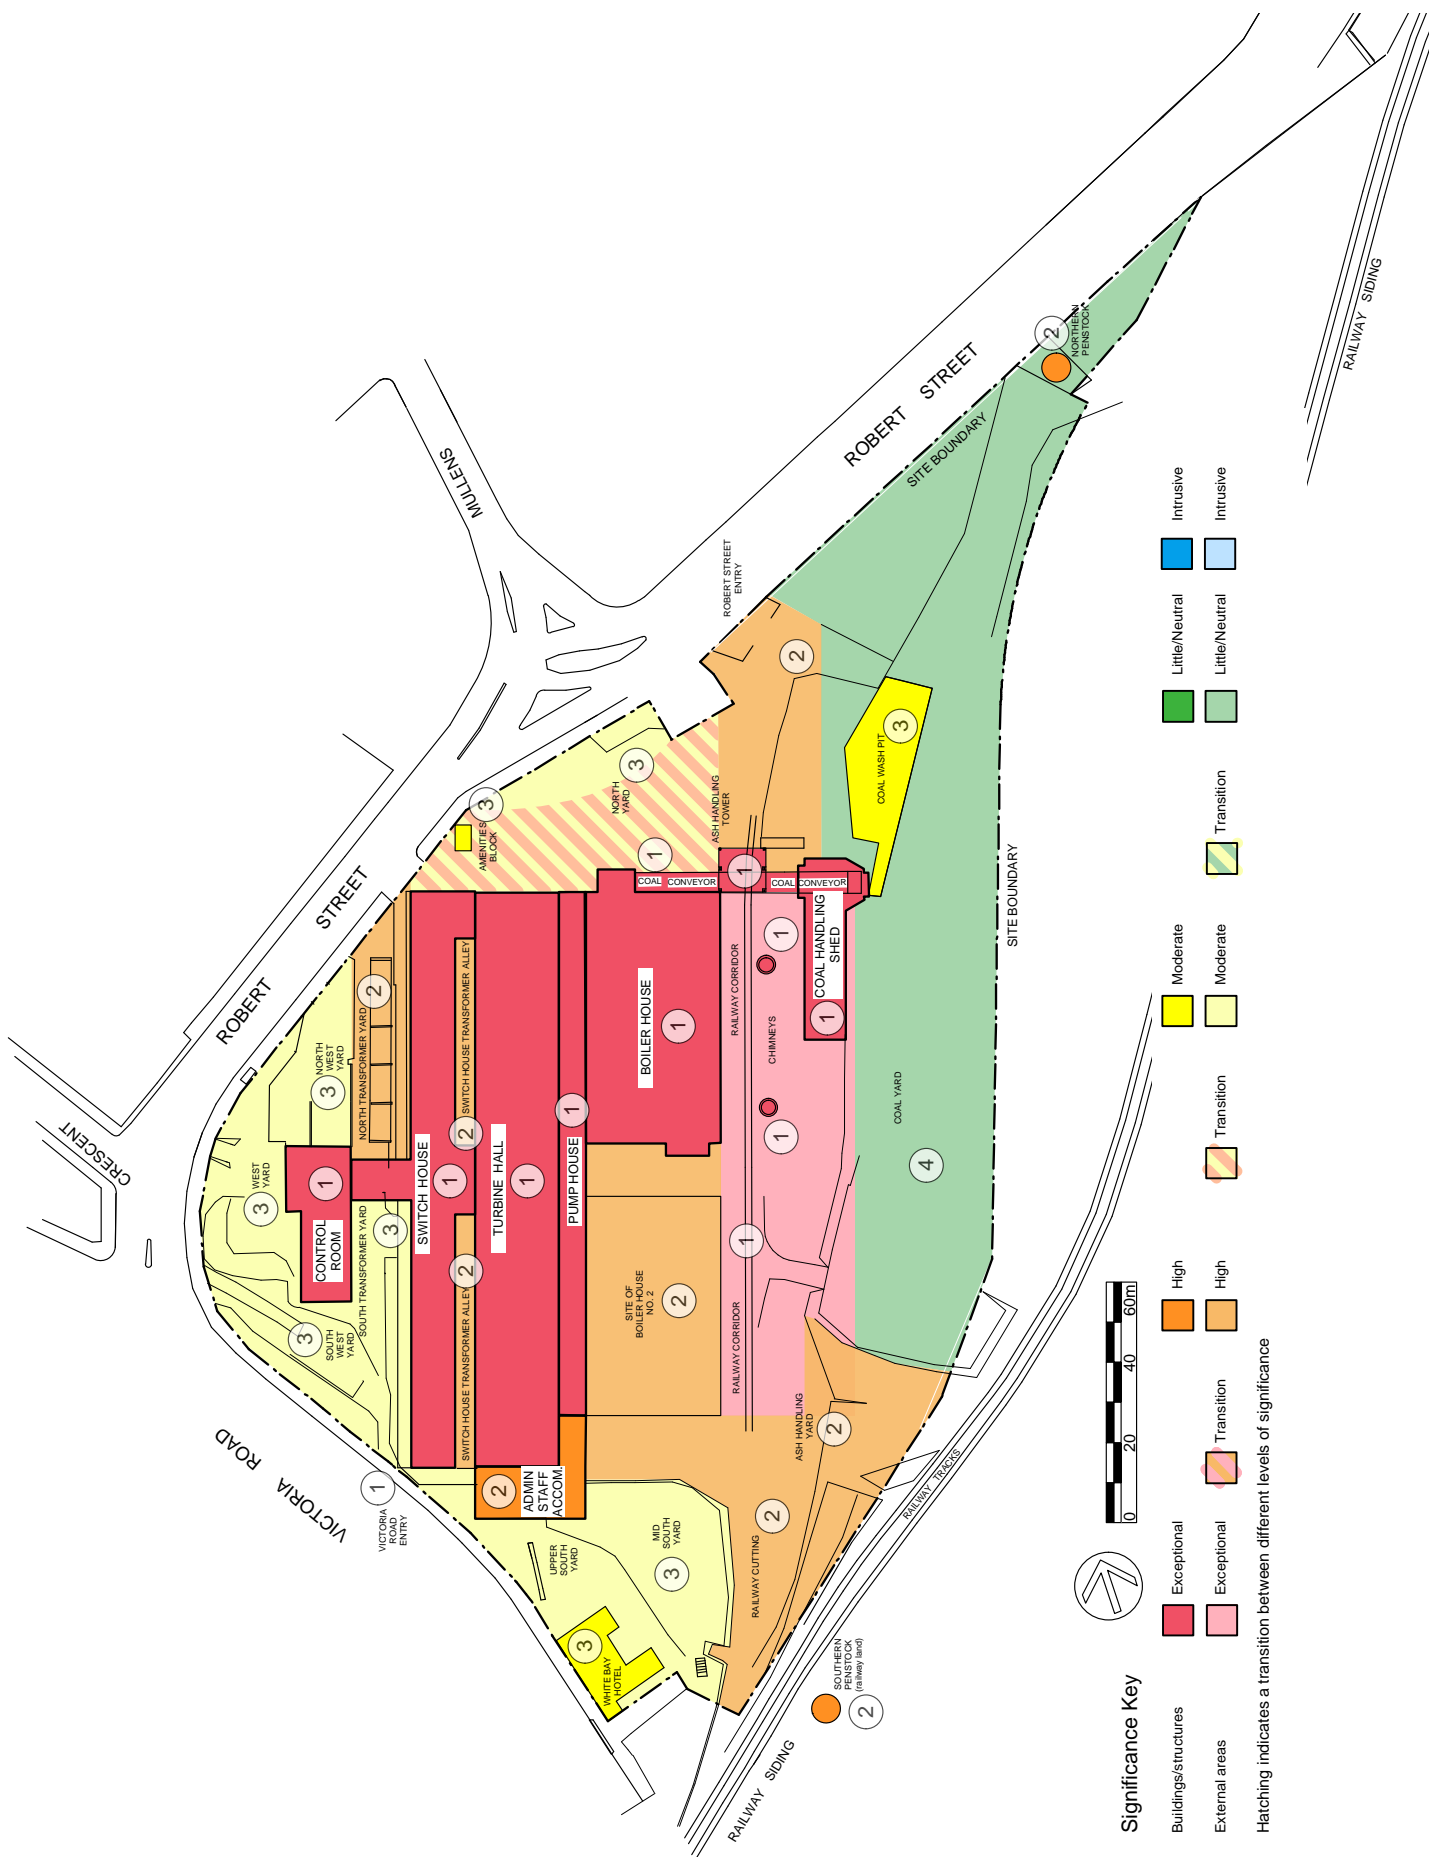 CRESCENT
ROBERT
STREET
MULLENS
ROBERT STREET
SITE BOUNDARY
2
NORTHERN
PENSTOCK
RAILWAY SIDING
ROBERT STREET
ENTRY
2
3
COAL WASH PIT
3
AMENITIES
BLOCK
3
NORTH
YARD
1
ASH HANDLING
TOWER
1
COAL CONVEYOR
COAL CONVEYOR
COAL HANDLING
SHED
1
1
CHIMNEYS
1
RAILWAY CORRIDOR
BOILER HOUSE
1
NORTH
WEST
YARD
3
2
NORTH TRANSFORMER YARD
SWITCH HOUSE TRANSFORMER ALLEY
2
WEST
YARD
3
CONTROL
ROOM
1
SOUTH TRANSFORMER YARD
3
SWITCH HOUSE
1
TURBINE HALL
1
PUMP HOUSE
1
2
SWITCH HOUSE TRANSFORMER ALLEY
SOUTH
WEST
YARD
3
SITE OF
BOILER HOUSE
NO. 2
2
1
RAILWAY CORRIDOR
COAL YARD
4
SITE BOUNDARY
ASH HANDLING
YARD
2
VICTORIA
ROAD
VICTORIA
ROAD
ENTRY
1
ADMIN
STAFF
ACCOM.
2
UPPER
SOUTH
YARD
MID
SOUTH
YARD
3
RAILWAY CUTTING
2
RAILWAY TRACKS
WHITE BAY
HOTEL
3
SOUTHERN
PENSTOCK
(railway land)
2
RAILWAY SIDING
0 20 40 60m
Significance Key
Buildings/structures Exceptional High Moderate Little/Neutral Intrusive
External areas Exceptional Transition High Transition Moderate Transition Little/Neutral Intrusive
Hatching indicates a transition between different levels of significance